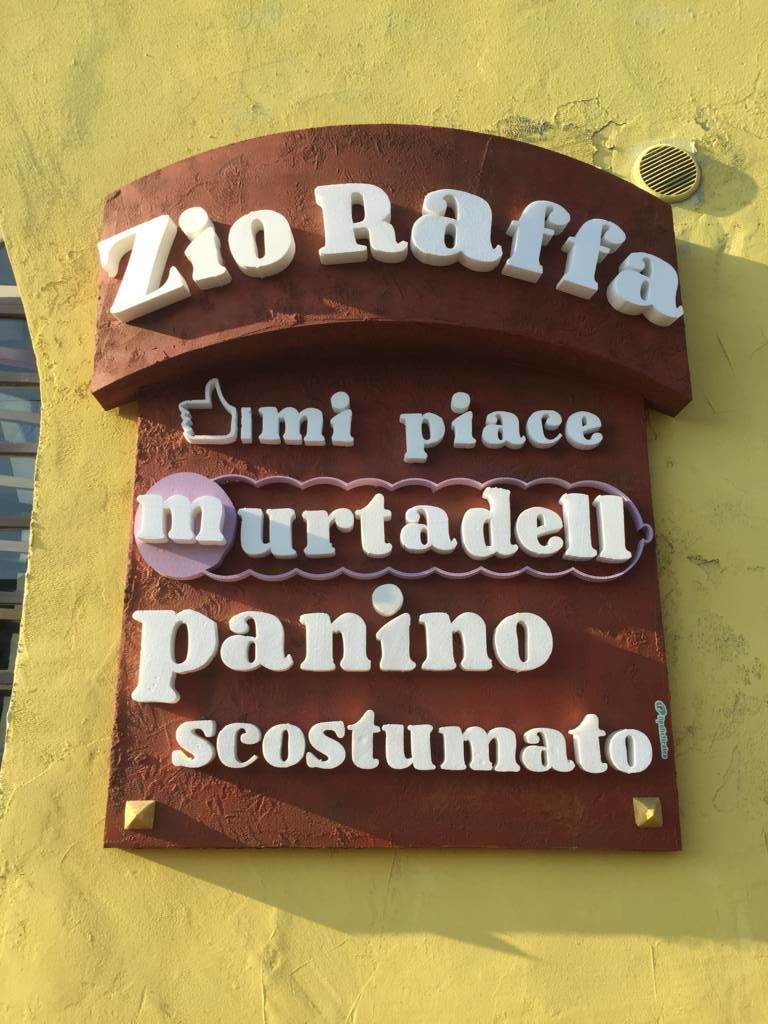 Zio Raffa
mi piace
murtadell
panino
scostumato